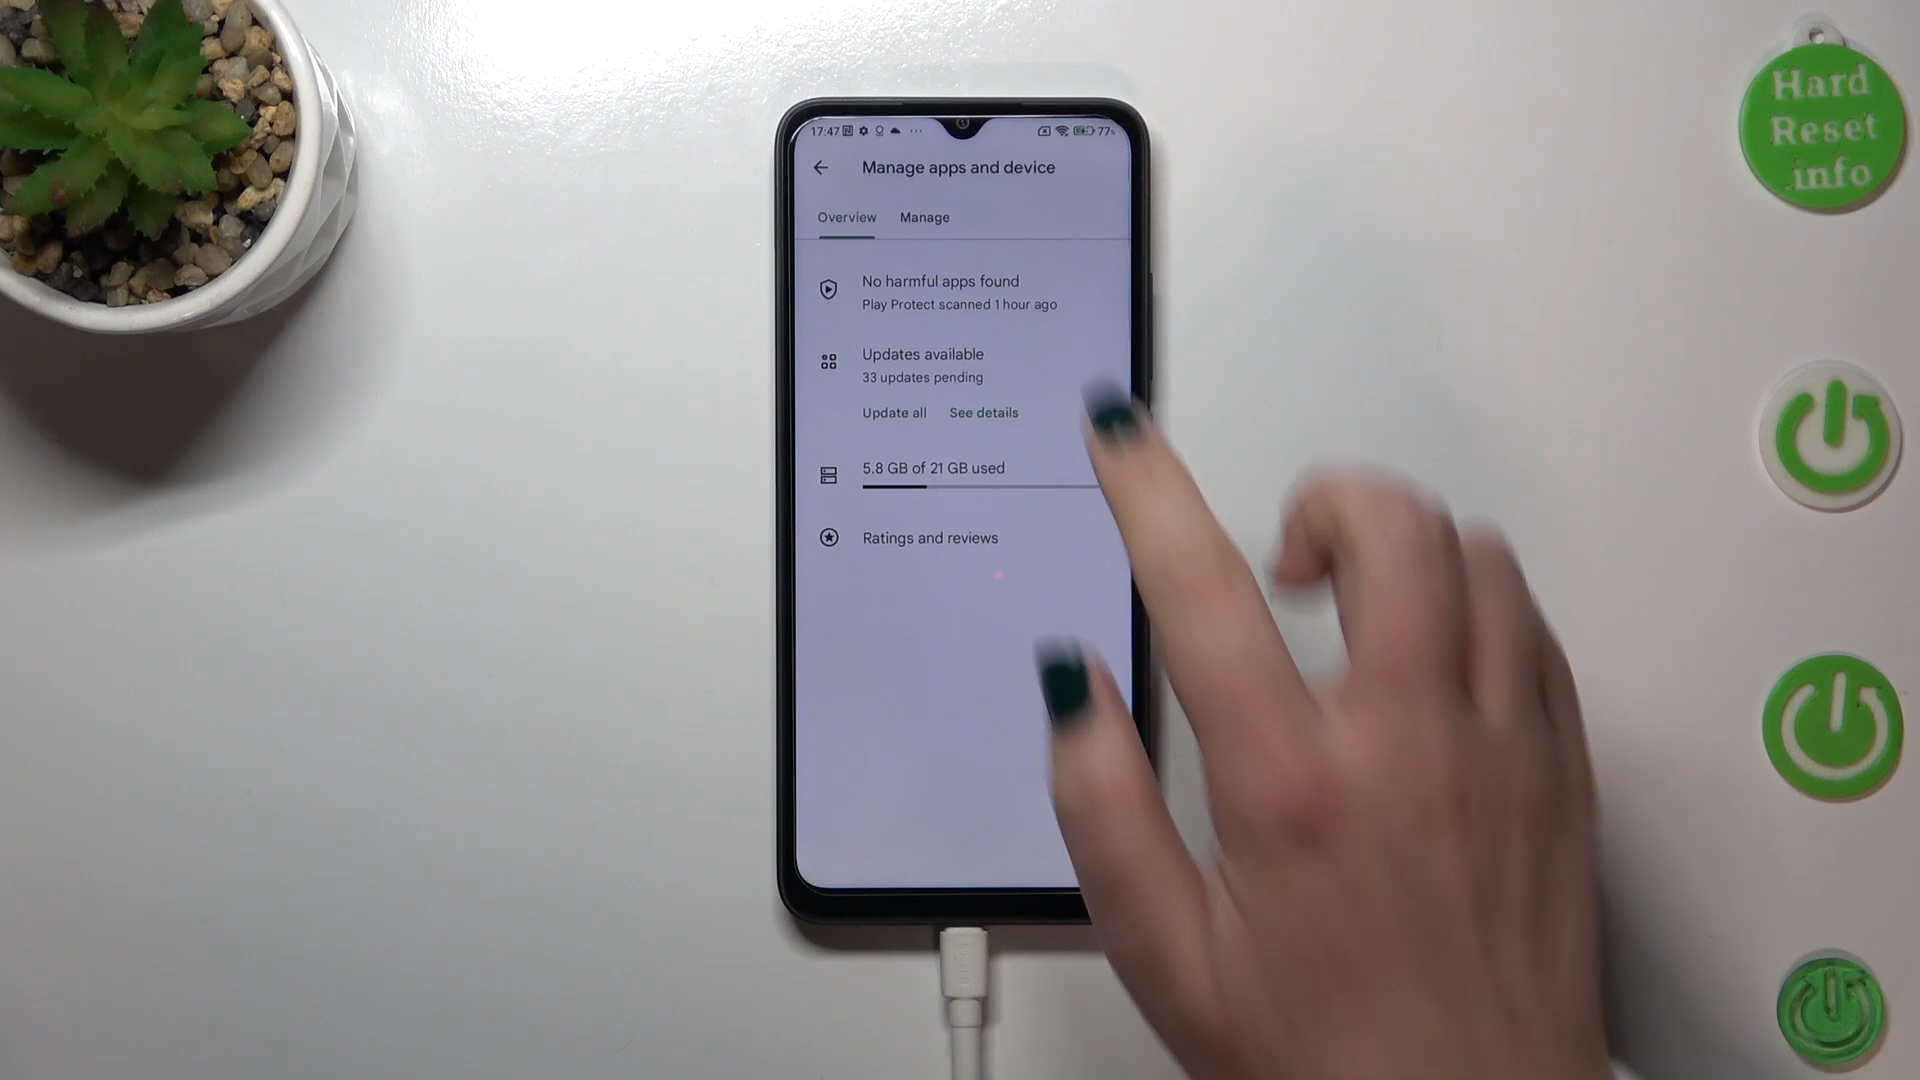 17:47
77%
Manage apps and device
Overview
Manage
No harmful apps found
Play Protect scanned 1 hour ago
Updates available
33 updates pending
Update all
See details
5.8 GB of 21 GB used
Ratings and reviews
Hard
Reset
info